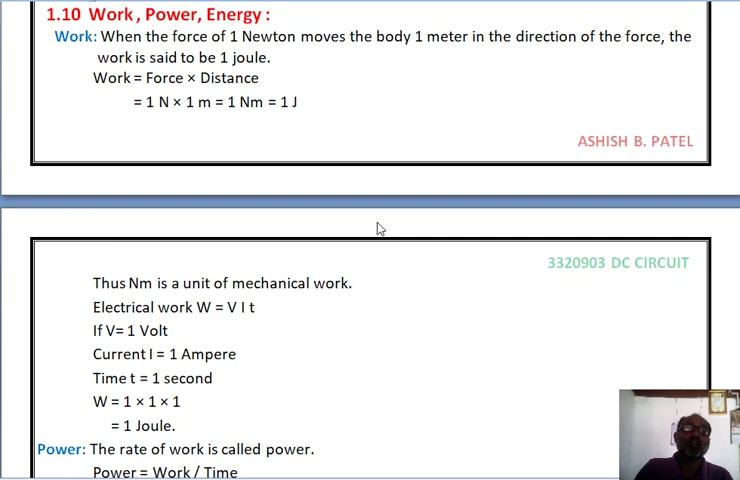 1.10 Work , Power, Energy :
Work: When the force of 1 Newton moves the body 1 meter in the direction of the force, the
work is said to be 1 joule.
Work = Force × Distance
= 1 N × 1 m = 1 Nm = 1 J
ASHISH B. PATEL
3320903 DC CIRCUIT
Thus Nm is a unit of mechanical work.
Electrical work W = V I t
If V= 1 Volt
Current I = 1 Ampere
Time t = 1 second
W = 1 × 1 × 1
= 1 Joule.
Power: The rate of work is called power.
Power = Work / Time